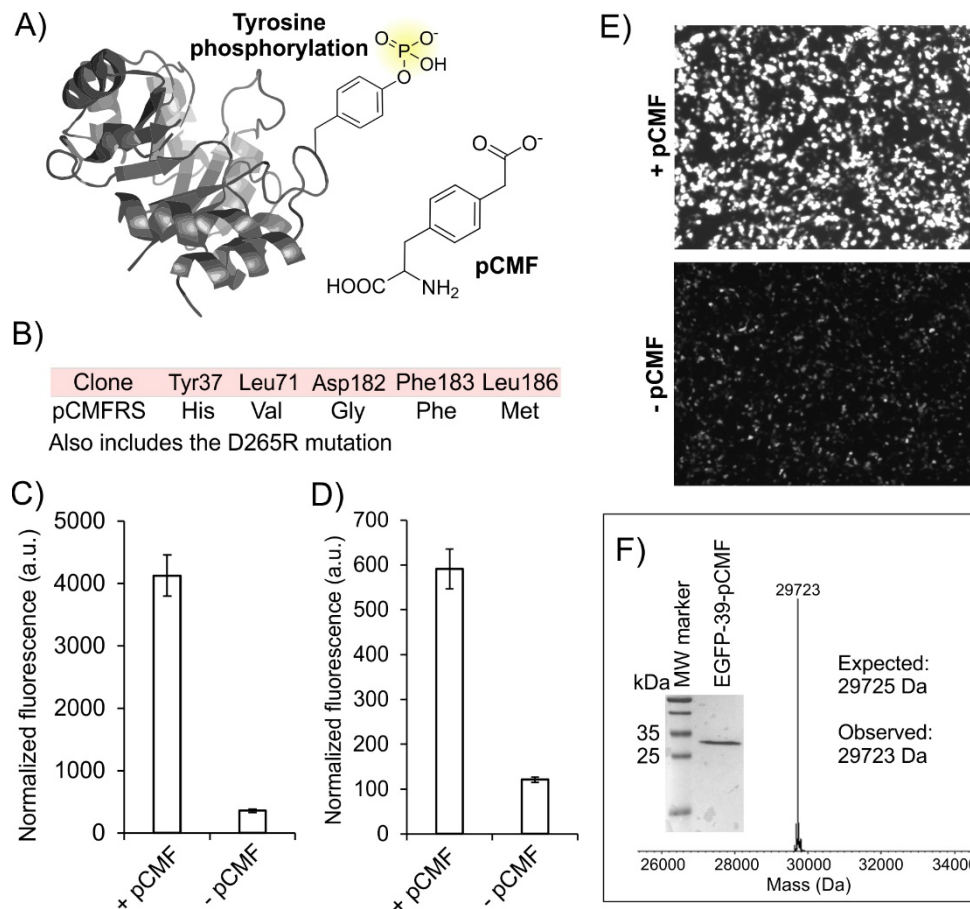 A)
Tyrosine
phosphorylation
O
O-
P
OH
O
O
O-
HOOC
NH2
pCMF
B)
Clone Tyr37 Leu71 Asp182 Phe183 Leu186
pCMFRS His Val Gly Phe Met
Also includes the D265R mutation
C)
Normalized fluorescence (a.u.)
5000
4000
3000
2000
1000
0
+ pCMF
- pCMF
D)
Normalized fluorescence (a.u.)
700
600
500
400
300
200
100
0
+ pCMF
- pCMF
E)
+ pCMF
- pCMF
F)
MW marker
EGFP-39-pCMF
kDa
35
25
29723
Expected:
29725 Da
Observed:
29723 Da
26000 28000 30000 32000 34000
Mass (Da)